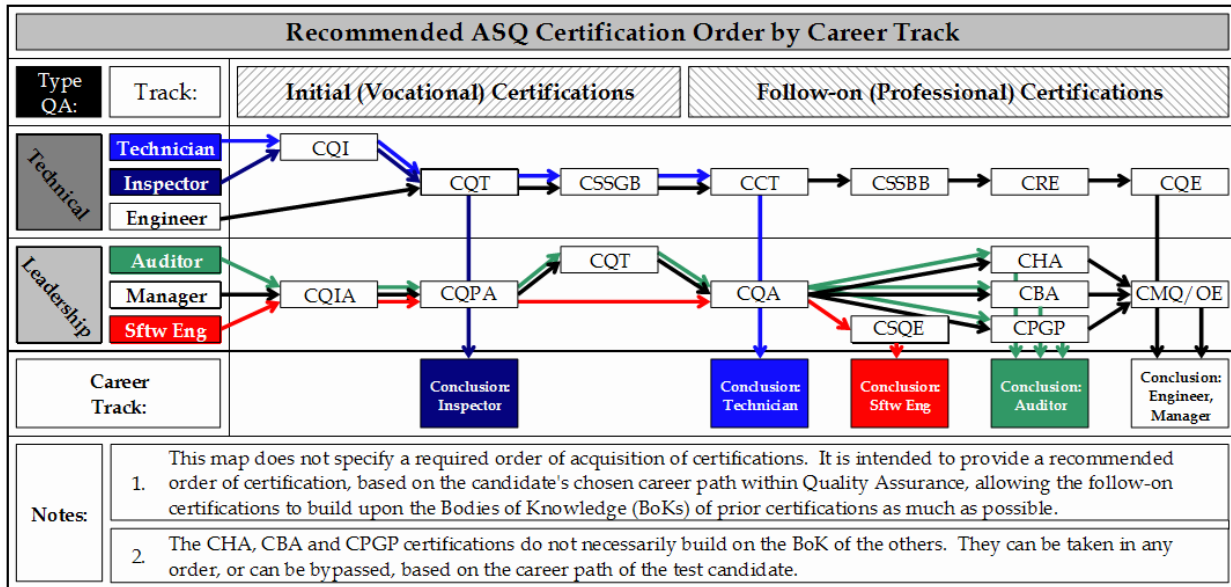 Recommended ASQ Certification Order by Career Track
Type
QA:
Track:
Initial (Vocational) Certifications
Follow-on (Professional) Certifications
Technical
Technician
Inspector
Engineer
CQI
CQT
CSSGB
CCT
CSSBB
CRE
CQE
Leadership
Auditor
Manager
Sftw Eng
CQIA
CQPA
CQT
CQA
CSQE
CHA
CBA
CPGP
CMQ/OE
Career
Track:
Conclusion:
Inspector
Conclusion:
Technician
Conclusion:
Sftw Eng
Conclusion:
Auditor
Conclusion:
Engineer,
Manager
Notes:
1. This map does not specify a required order of acquisition of certifications. It is intended to provide a recommended
order of certification, based on the candidate's chosen career path within Quality Assurance, allowing the follow-on
certifications to build upon the Bodies of Knowledge (BoKs) of prior certifications as much as possible.
2. The CHA, CBA and CPGP certifications do not necessarily build on the BoK of the others. They can be taken in any
order, or can be bypassed, based on the career path of the test candidate.